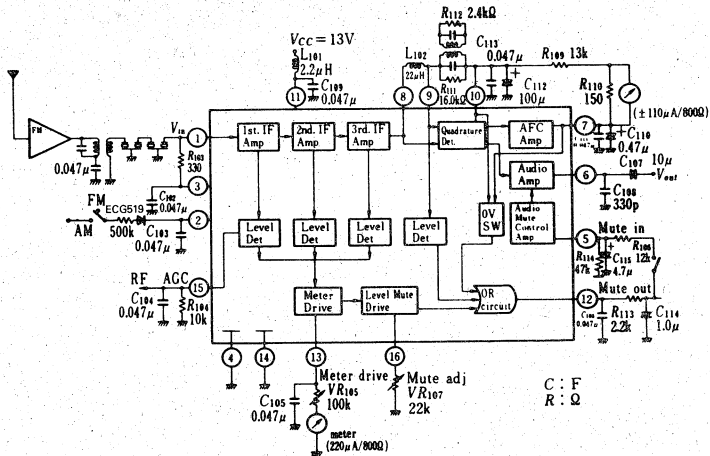 R112 2.4kΩ
VCC = 13V
L101
2.2μH
C109
0.047μ
L102
22μH
R111
16.0kΩ
C113
0.047μ
C112
100μ
R109 13k
R110
150
(±110μA/800Ω)
11
8
9
10
FM
0.047μ
Vin
1
1st. IF
Amp
2nd. IF
Amp
3rd. IF
Amp
Quadrature
Det.
AFC
Amp
7
C110
0.47μ
R103
330
3
C102
0.047μ
Audio
Amp
6
C107 10μ
Vout
C108
330p
FM
AM
ECG519
500k
2
C103
0.047μ
Level
Det
Level
Det
Level
Det
Level
Det
0V
SW
Audio
Mute
Control
Amp
5
Mute in
R114
47k
C115
4.7μ
R106
12k
RF AGC
15
C104
0.047μ
R104
10k
Meter
Drive
Level Mute
Drive
OR
circuit
12
Mute out
0.047μ
R113
2.2k
C114
1.0μ
4
14
13
16
Meter drive
VR105
100k
C105
0.047μ
meter
(220μA/800Ω)
Mute adj
VR107
22k
C : F
R : Ω